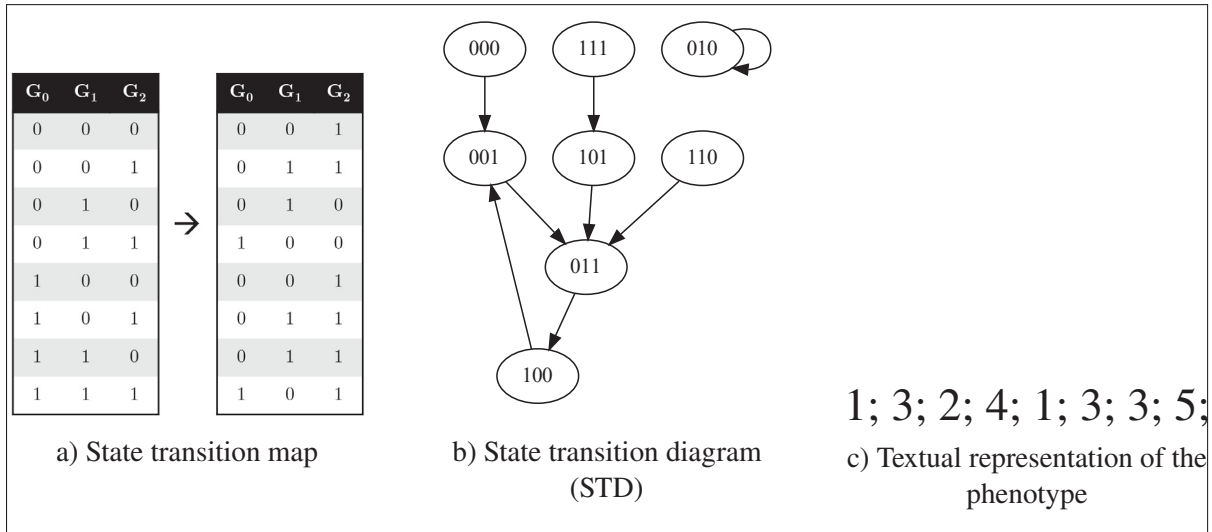 G₀ G₁ G₂
0 0 0
0 0 1
0 1 0
0 1 1
1 0 0
1 0 1
1 1 0
1 1 1
→
G₀ G₁ G₂
0 0 1
0 1 1
0 1 0
1 0 0
0 0 1
0 1 1
0 1 1
1 0 1
a) State transition map
000 111 010
001 101 110
011
100
b) State transition diagram
(STD)
1; 3; 2; 4; 1; 3; 3; 5;
c) Textual representation of the
phenotype